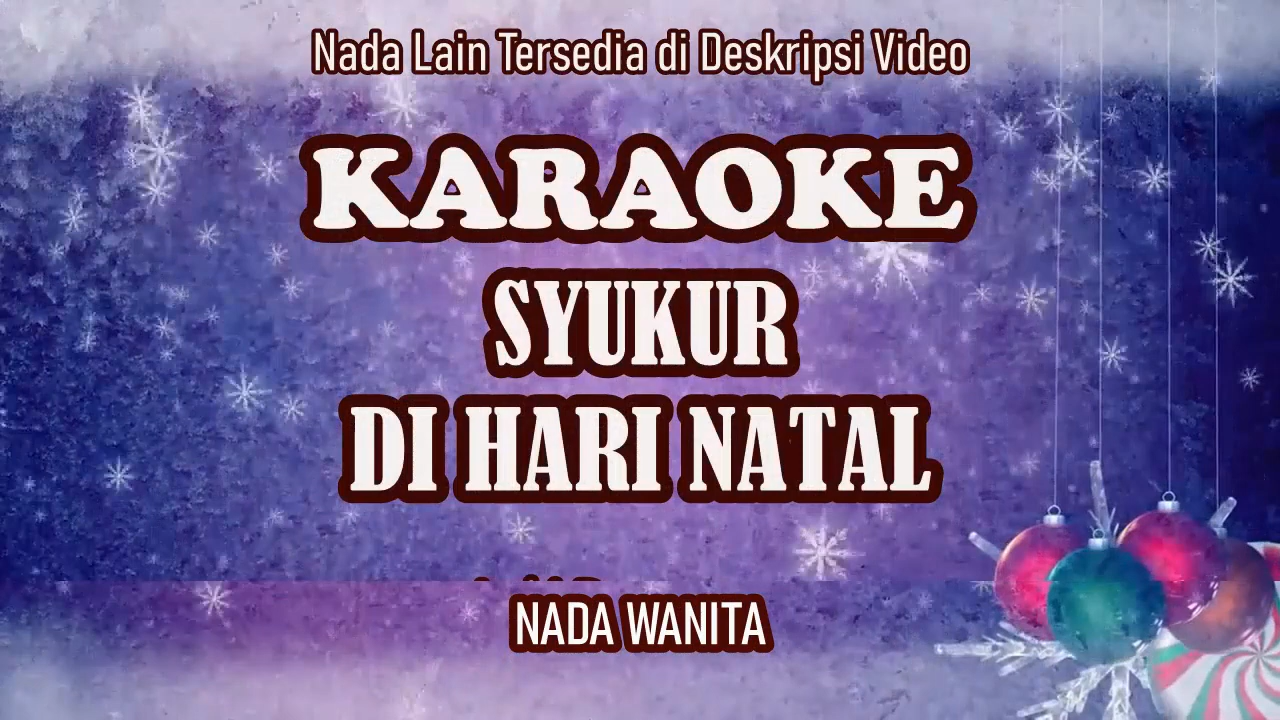 Nada Lain Tersedia di Deskripsi Video
KARAOKE
SYUKUR
DI HARI NATAL
NADA WANITA